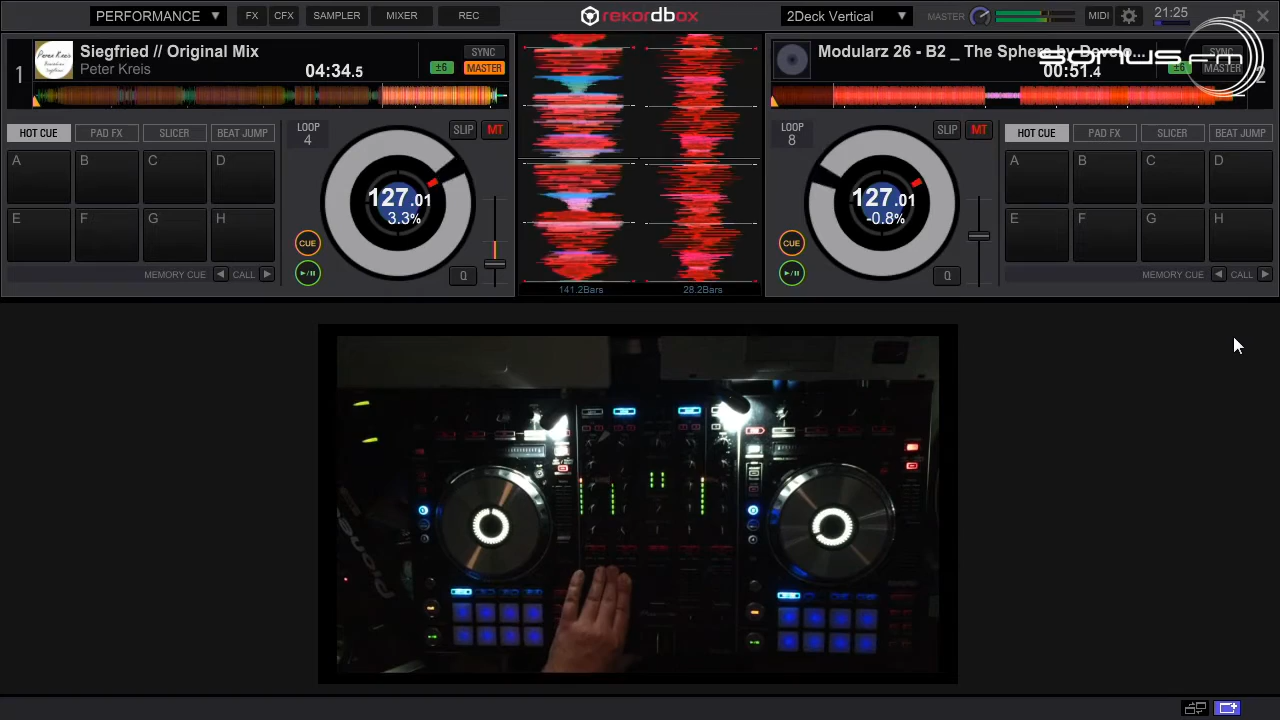 PERFORMANCE
FX
CFX
SAMPLER
MIXER
REC
rekordbox
2Deck Vertical
MASTER
MIDI
21:25
Siegfried // Original Mix
Peter Kreis
04:34.5
SYNC
±6
MASTER
Modularz 26 - B2 _ The Sphere by
00:51.4
SYNC
±6
MASTER
SONUS.FM
HOT CUE
PAD FX
SLICER
BEAT JUMP
A
B
C
D
E
F
G
H
MEMORY CUE
CALL
LOOP
4
SLIP
MT
127.01
3.3%
CUE
Q
141.2Bars
28.2Bars
LOOP
8
SLIP
MT
127.01
-0.8%
CUE
Q
HOT CUE
PAD FX
SLICER
BEAT JUMP
A
B
C
D
E
F
G
H
MEMORY CUE
CALL